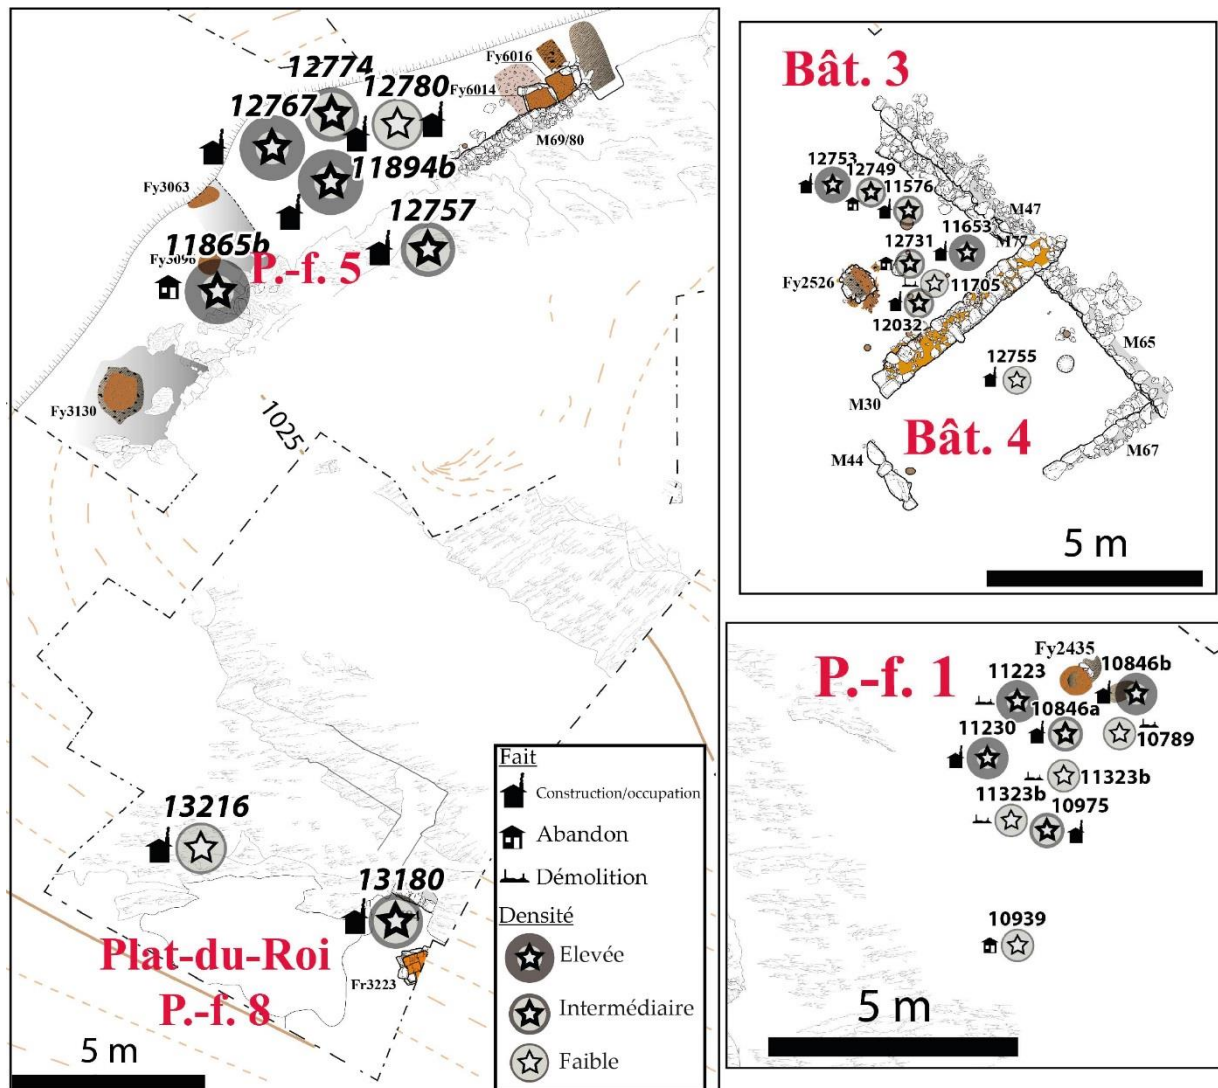 12774
12767
12780
Fy6016
Fy6014
M69/80
11894b
Fy3063
12757
11865b
Fy3096
P.-f. 5
Fy3130
1025
13216
13180
Plat-du-Roi
P.-f. 8
Fr3223
5 m
Fait
Construction/occupation
Abandon
Démolition
Densité
Elevée
Intermédiaire
Faible
Bât. 3
12753
12749
11576
M47
11653
M77
12731
Fy2526
11705
12032
12755
M65
M30
Bât. 4
M44
M67
5 m
P.-f. 1
Fy2435
11223
10846b
10846a
11230
10789
11323b
11323b
10975
10939
5 m